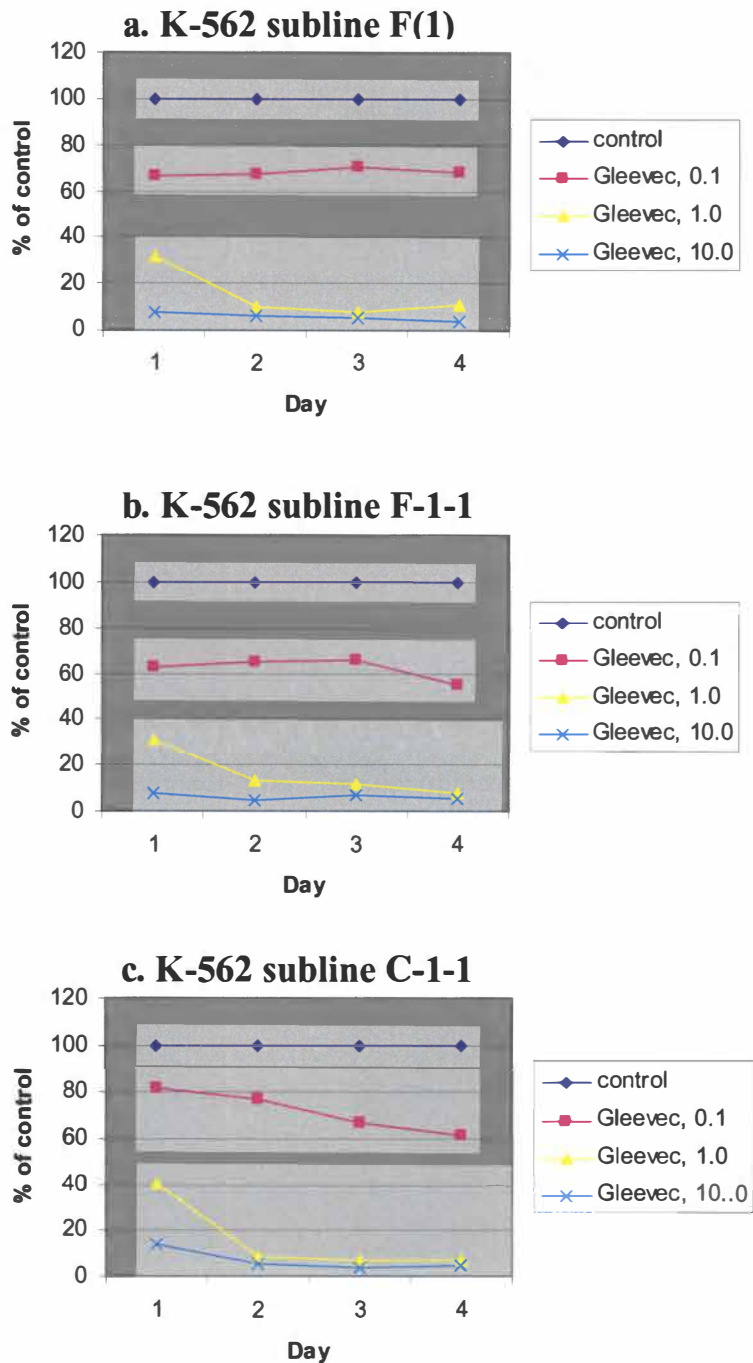 a. K-562 subline F(1)
120
100
80
60
40
20
0
% of control
1 2 3 4
Day
control
Gleevec, 0.1
Gleevec, 1.0
Gleevec, 10.0
b. K-562 subline F-1-1
120
100
80
60
40
20
0
% of control
1 2 3 4
Day
control
Gleevec, 0.1
Gleevec, 1.0
Gleevec, 10.0
c. K-562 subline C-1-1
120
100
80
60
40
20
0
% of control
1 2 3 4
Day
control
Gleevec, 0.1
Gleevec, 1.0
Gleevec, 10..0